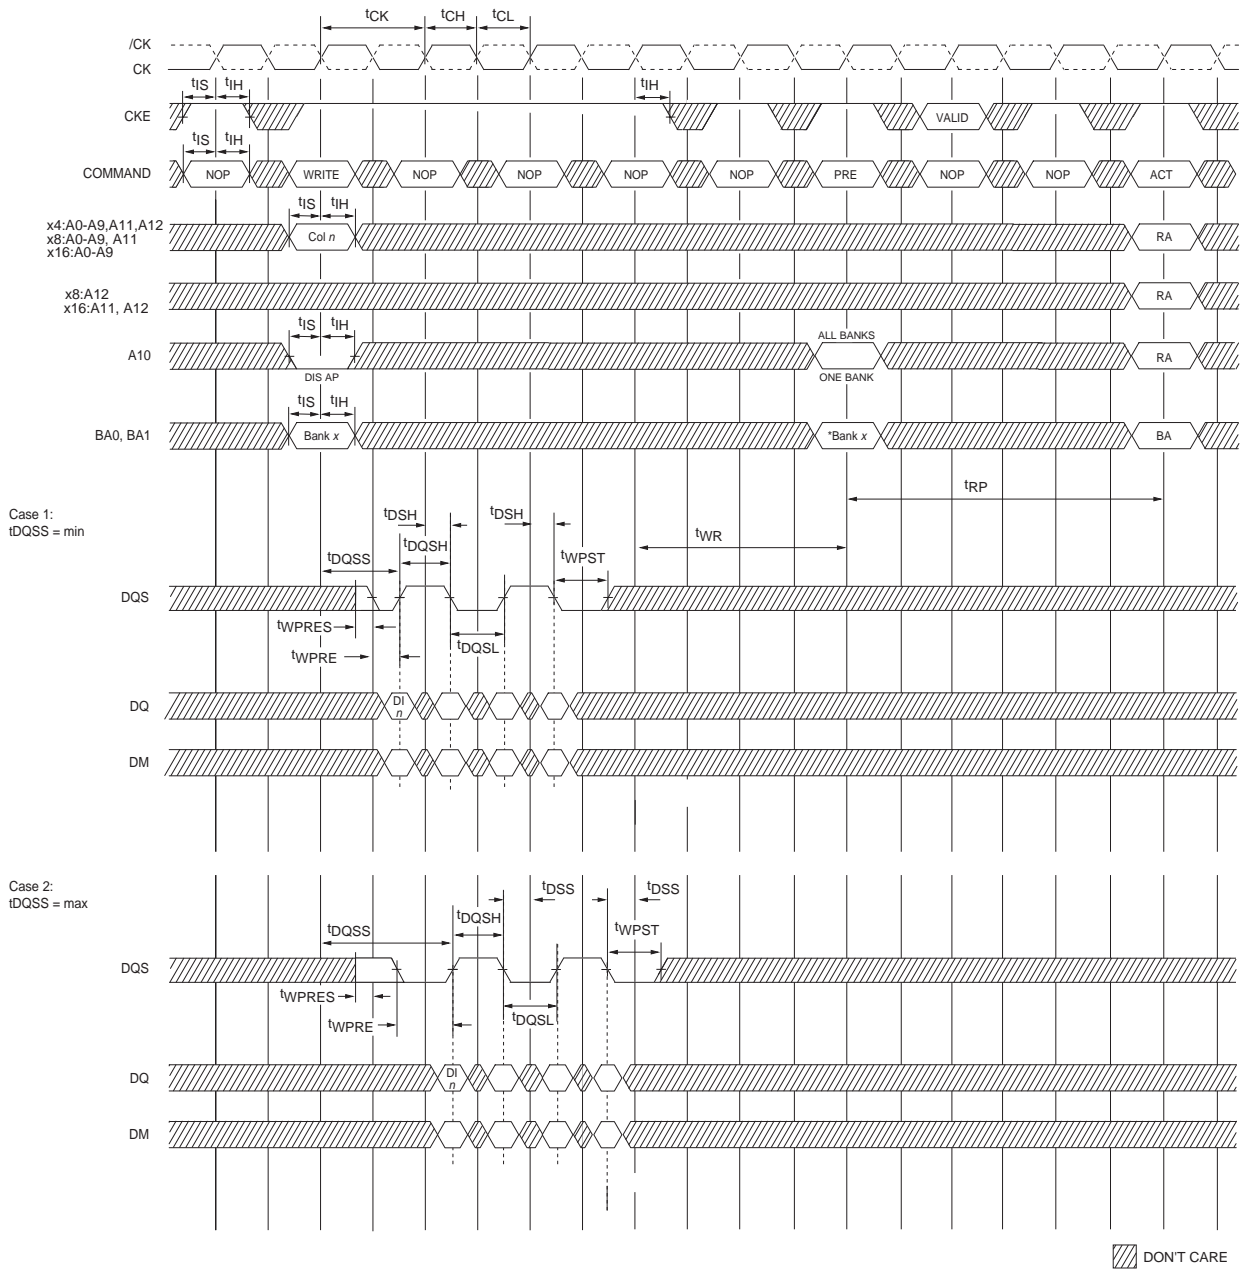 tCK tCH tCL
/CK
CK
tIS tIH tIH
CKE VALID
tIS tIH
COMMAND NOP WRITE NOP NOP NOP NOP PRE NOP NOP ACT
tIS tIH
x4:A0-A9,A11,A12
x8:A0-A9, A11
x16:A0-A9
Col n RA
x8:A12
x16:A11, A12
RA
tIS tIH
ALL BANKS
A10 RA
DIS AP ONE BANK
tIS tIH
BA0, BA1 Bank x *Bank x BA
tRP
Case 1:
tDQSS = min
tDSH tDSH
tWR
tDQSH
tDQSS tWPST
DQS
tWPRES
tDQSL
tWPRE
DQ DI
n
DM
Case 2:
tDQSS = max
tDSS tDSS
tDQSH
tDQSS tWPST
DQS
tWPRES
tDQSL
tWPRE
DQ DI
n
DM
DON'T CARE